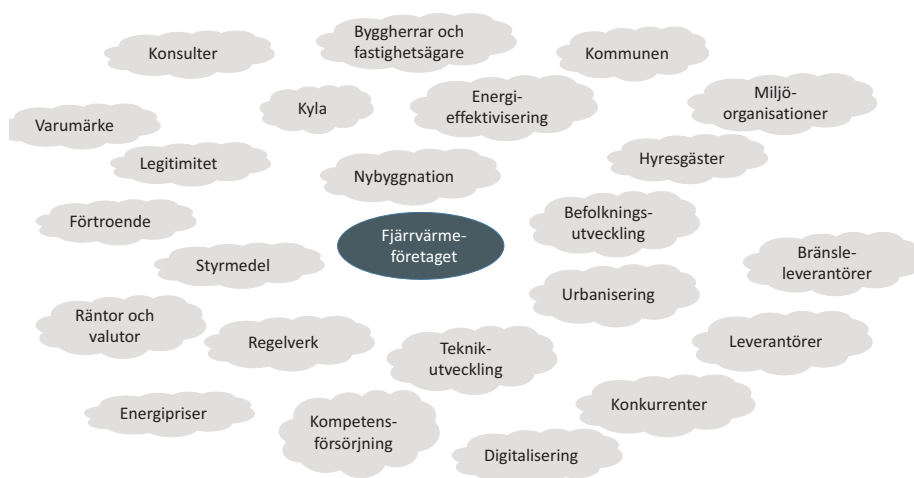 Byggherrar och
fastighetsägare
Konsulter
Kommunen
Kyla
Energi-
effektivisering
Miljö-
organisationer
Varumärke
Legitimitet
Hyresgäster
Nybyggnation
Förtroende
Befolknings-
utveckling
Fjärrvärme-
företaget
Styrmedel
Bränsle-
leverantörer
Urbanisering
Räntor och
valutor
Regelverk
Teknik-
utveckling
Leverantörer
Energipriser
Kompetens-
försörjning
Konkurrenter
Digitalisering